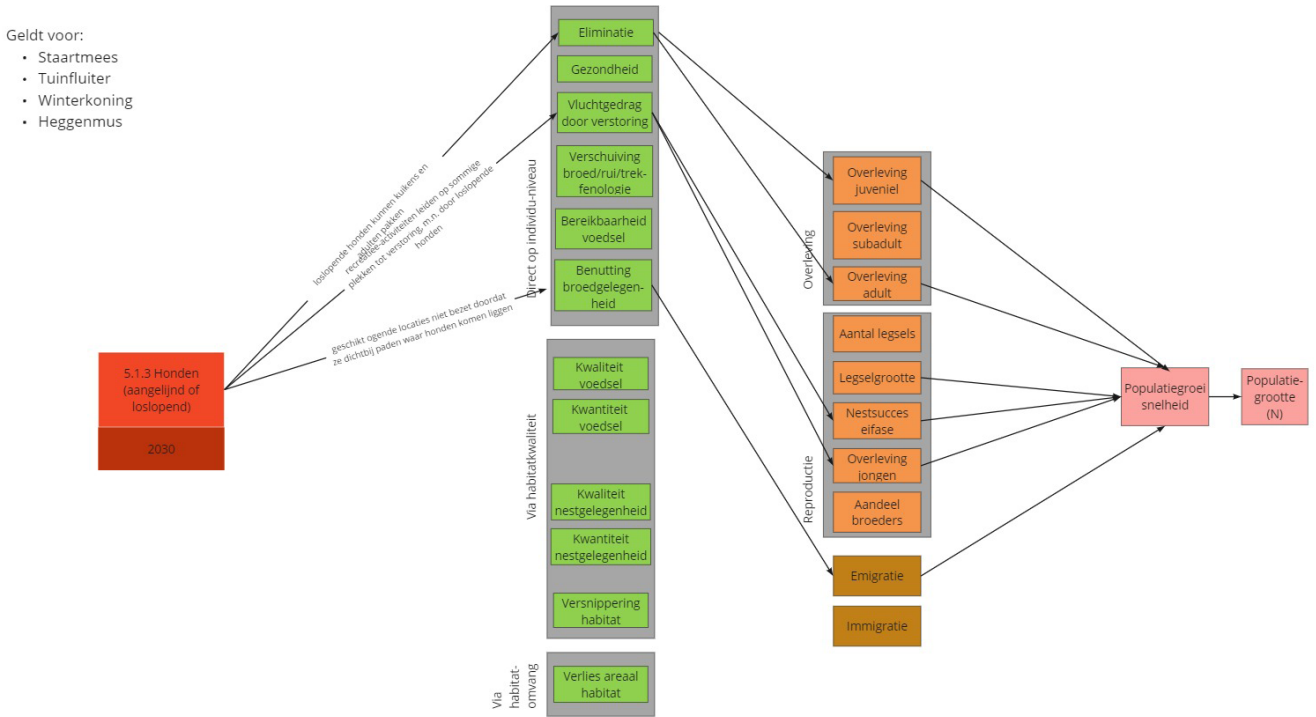 Geldt voor:
• Staartmees
• Tuinfluiter
• Winterkoning
• Heggenmus
5.1.3 Honden
(aangelijnd of
loslopend)
2030
loslopende honden kunnen kuikens en
adulten pakken
recreatiee-activiteiten leiden op sommige
plekken tot verstoring, m.n. door loslopende
honden
geschikt ogende locaties niet bezet doordat
ze dichtbij paden waar honden komen liggen
Direct op individu-niveau
Eliminatie
Gezondheid
Vluchtgedrag
door verstoring
Verschuiving
broed/rui/trek-
fenologie
Bereikbaarheid
voedsel
Benutting
broedgelegen-
heid
Via habitatkwaliteit
Kwaliteit
voedsel
Kwantiteit
voedsel
Kwaliteit
nestgelegenheid
Kwantiteit
nestgelegenheid
Versnippering
habitat
Via
habitat-
omvang
Verlies areaal
habitat
Overleving
Overleving
juveniel
Overleving
subadult
Overleving
adult
Reproductie
Aantal legsels
Legselgrootte
Nestsucces
eifase
Overleving
jongen
Aandeel
broeders
Emigratie
Immigratie
Populatiegroei
snelheid
Populatie-
grootte
(N)